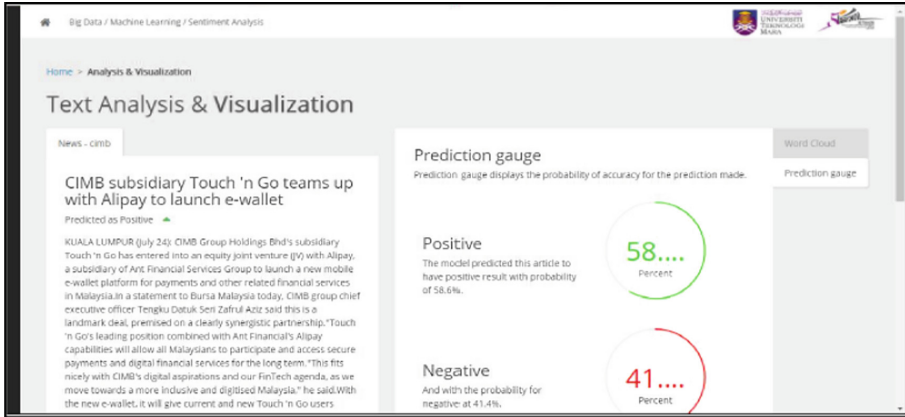 Big Data / Machine Learning / Sentiment Analysis
UNIVERSITI
TEKNOLOGI
MARA
Home > Analysis & Visualization
Text Analysis & Visualization
News - cimb
CIMB subsidiary Touch 'n Go teams up
with Alipay to launch e-wallet
Predicted as Positive
KUALA LUMPUR (July 24): CIMB Group Holdings Bhd's subsidiary
Touch 'n Go has entered into an equity joint venture (JV) with Alipay,
a subsidiary of Ant Financial Services Group to launch a new mobile
e-wallet platform for payments and other related financial services
in Malaysia.In a statement to Bursa Malaysia today, CIMB group chief
executive officer Tengku Datuk Seri Zafrul Aziz said this is a
landmark deal, premised on a clearly synergistic partnership."Touch
'n Go's leading position combined with Ant Financial's Alipay
capabilities will allow all Malaysians to participate and access secure
payments and digital financial services for the long term."This fits
nicely with CIMB's digital aspirations and our FinTech agenda, as we
move towards a more inclusive and digitised Malaysia," he said.With
the new e-wallet, it will give current and new Touch 'n Go users
Prediction gauge
Prediction gauge displays the probability of accuracy for the prediction made.
Positive
The model predicted this article to
have positive result with probability
of 58.6%.
58....
Percent
Negative
And with the probability for
negative at 41.4%.
41....
Percent
Word Cloud
Prediction gauge